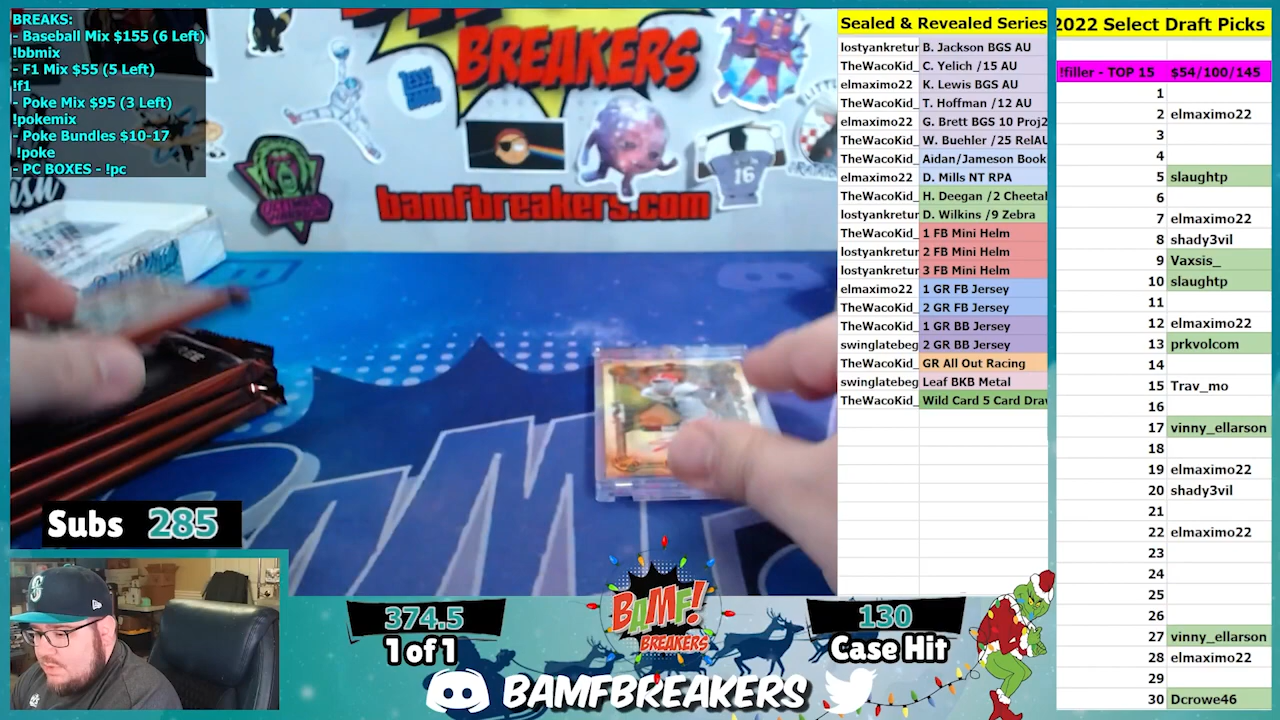 BREAKS:
- Baseball Mix $155 (6 Left)
!bbmix
- F1 Mix $55 (5 Left)
!f1
- Poke Mix $95 (3 Left)
!pokemix
- Poke Bundles $10-17
!poke
- PC BOXES - !pc
BREAKERS
16
bamfbreakers.com
Subs 285
Sealed & Revealed Series
lostyankretur B. Jackson BGS AU
TheWacoKid_ C. Yelich /15 AU
elmaximo22 K. Lewis BGS AU
TheWacoKid_ T. Hoffman /12 AU
elmaximo22 G. Brett BGS 10 Proj2
TheWacoKid_ W. Buehler /25 RelAU
TheWacoKid_ Aidan/Jameson Book
elmaximo22 D. Mills NT RPA
TheWacoKid_ H. Deegan /2 Cheetal
lostyankretur D. Wilkins /9 Zebra
TheWacoKid_ 1 FB Mini Helm
lostyankretur 2 FB Mini Helm
lostyankretur 3 FB Mini Helm
elmaximo22 1 GR FB Jersey
TheWacoKid_ 2 GR FB Jersey
TheWacoKid_ 1 GR BB Jersey
swinglatebeg 2 GR BB Jersey
TheWacoKid_ GR All Out Racing
swinglatebeg Leaf BKB Metal
TheWacoKid_ Wild Card 5 Card Dra
2022 Select Draft Picks
!filler - TOP 15 $54/100/145
1
2 elmaximo22
3
4
5 slaughtp
6
7 elmaximo22
8 shady3vil
9 Vaxsis_
10 slaughtp
11
12 elmaximo22
13 prkvolcom
14
15 Trav_mo
16
17 vinny_ellarson
18
19 elmaximo22
20 shady3vil
21
22 elmaximo22
23
24
25
26
27 vinny_ellarson
28 elmaximo22
29
30 Dcrowe46
374.5
1 of 1
BAMF!
BREAKERS
130
Case Hit
BAMFBREAKERS